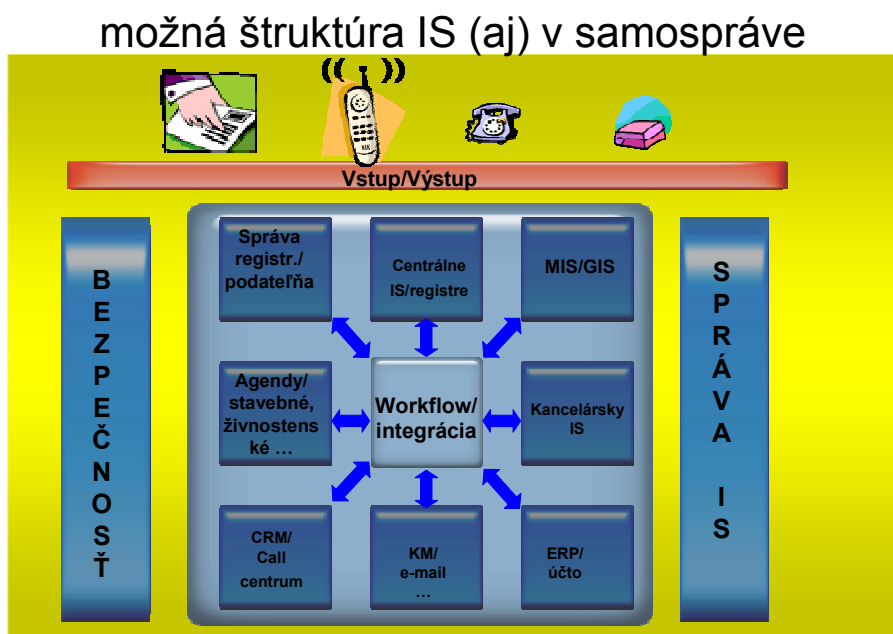 možná štruktúra IS (aj) v samospráve
Vstup/Výstup
B
E
Z
P
E
Č
N
O
S
Ť
Správa
registr./
podateľňa
Centrálne
IS/registre
MIS/GIS
Agendy/
stavebné,
živnostens
ké ...
Workflow/
integrácia
Kancelársky
IS
CRM/
Call
centrum
KM/
e-mail
...
ERP/
účto
S
P
R
Á
V
A
I
S